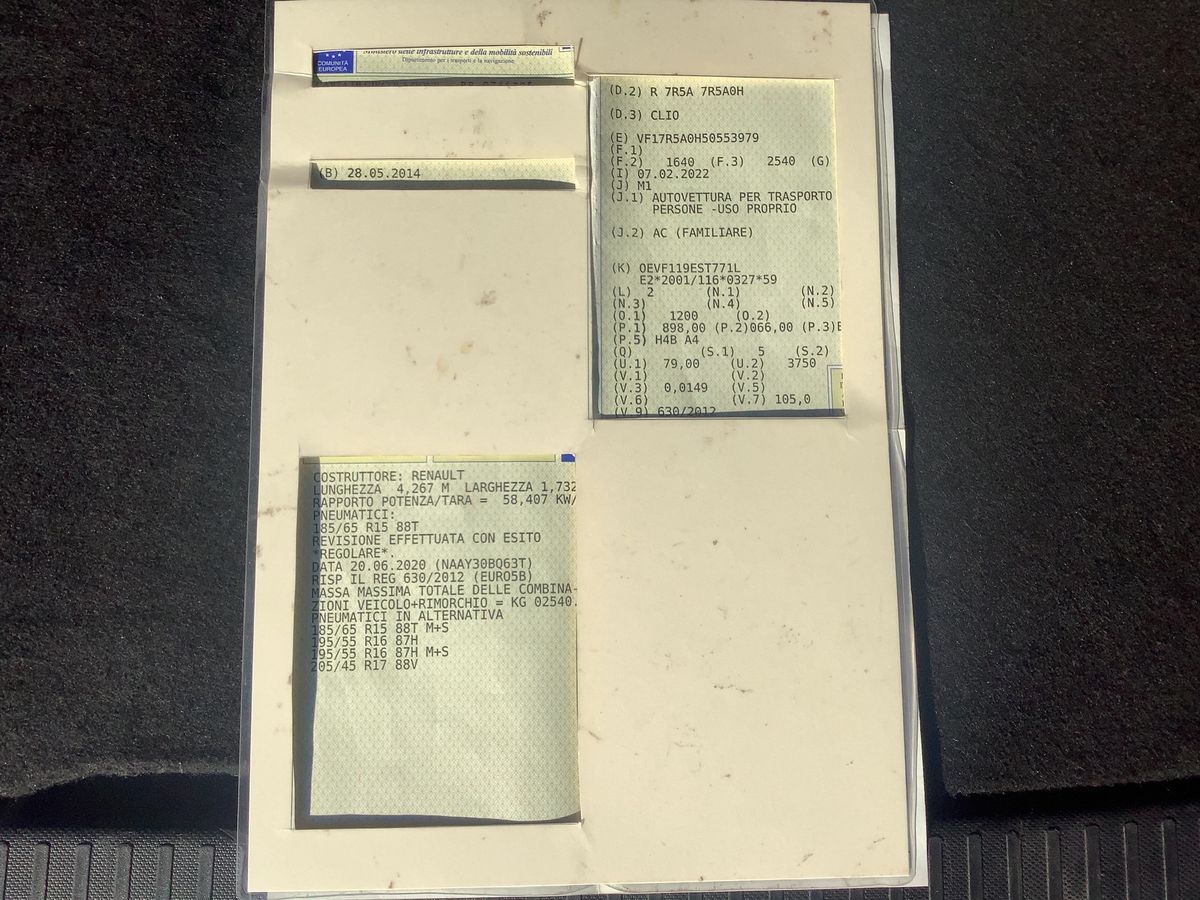 COMUNITÀ
EUROPEA
infrastrutture e della mobilità sostenibili
Dipartimento per i trasporti e la navigazione
1
(B) 28.05.2014
(D.2) R 7R5A 7R5A0H
(D.3) CLIO
(E) VF17R5A0H50553979
(F.1)
(F.2) 1640 (F.3) 2540 (G)
(I) 07.02.2022
(J) M1
(J.1) AUTOVETTURA PER TRASPORTO
PERSONE -USO PROPRIO
(J.2) AC (FAMILIARE)
(K) OEVF119EST771L
E2*2001/116*0327*59
(L) 2 (N.1) (N.2)
(N.3) (N.4) (N.5)
(O.1) 1200 (O.2)
(P.1) 898,00 (P.2)066,00 (P.3)
(P.5) H4B A4
(Q) (S.1) 5 (S.2)
(U.1) 79,00 (U.2) 3750
(V.1) (V.2)
(V.3) 0,0149 (V.5)
(V.6) (V.7) 105,0
(V.9) 630/2012
COSTRUTTORE: RENAULT
LUNGHEZZA 4,267 M LARGHEZZA 1,732
RAPPORTO POTENZA/TARA = 58,407 KW/
PNEUMATICI:
185/65 R15 88T
REVISIONE EFFETTUATA CON ESITO
*REGOLARE*.
DATA 20.06.2020 (NAAY30BQ63T)
RISP IL REG 630/2012 (EURO5B)
MASSA MASSIMA TOTALE DELLE COMBINA-
ZIONI VEICOLO+RIMORCHIO = KG 02540.
PNEUMATICI IN ALTERNATIVA
185/65 R15 88T M+S
195/55 R16 87H
195/55 R16 87H M+S
205/45 R17 88V